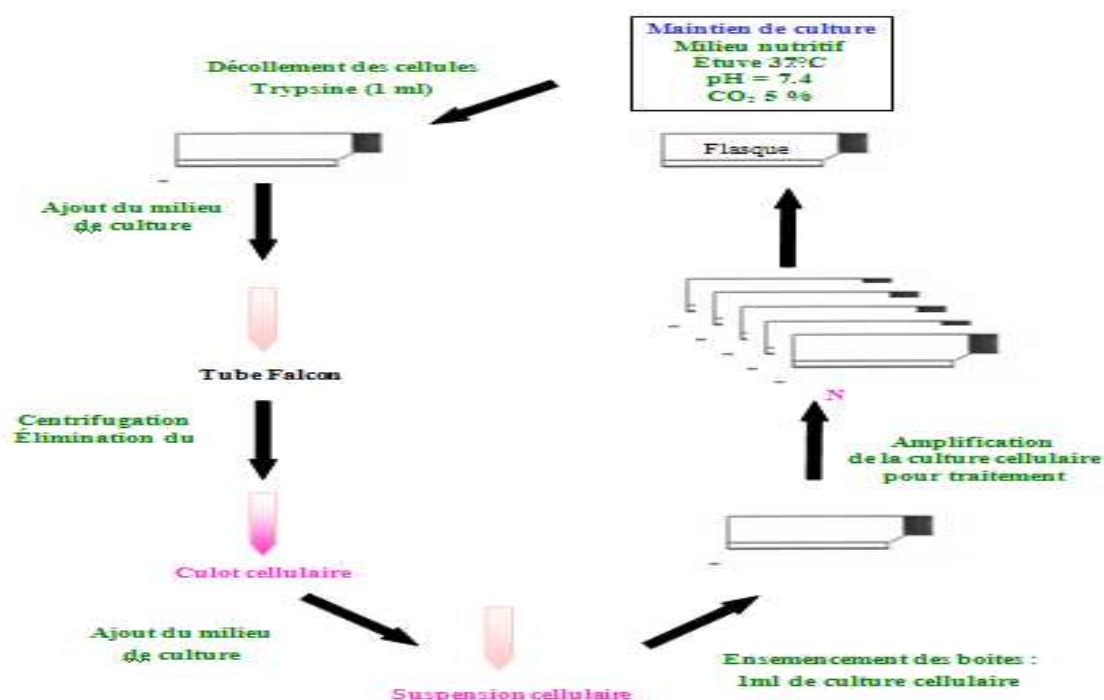 Maintien de culture
Milieu nutritif
Etuve 37°C
pH = 7.4
CO₂ 5 %
Décollement des cellules
Trypsine (1 ml)
Flasque
Ajout du milieu
de culture
Tube Falcon
Centrifugation
Élimination du
N
Amplification
de la culture cellulaire
pour traitement
Culot cellulaire
Ajout du milieu
de culture
Ensemencement des boites :
1ml de culture cellulaire
Suspension cellulaire